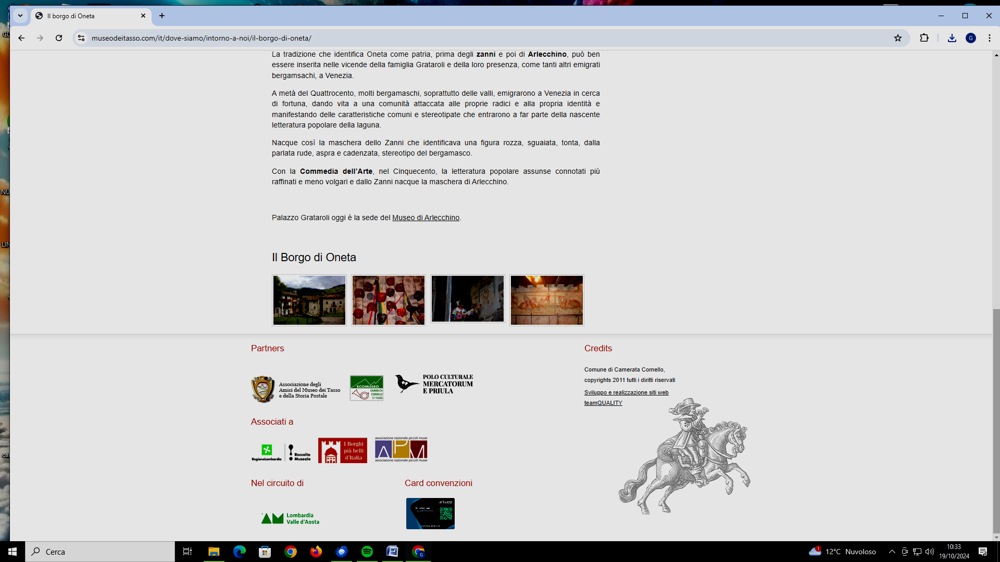 Il borgo di Oneta
museodeitasso.com/it/dove-siamo/intorno-a-noi/il-borgo-di-oneta/
G
La tradizione che identifica Oneta come patria, prima degli zanni e poi di Arlecchino, può ben
essere inserita nelle vicende della famiglia Grataroli e della loro presenza, come tanti altri emigrati
bergamsachi, a Venezia.
A metà del Quattrocento, molti bergamaschi, soprattutto delle valli, emigrarono a Venezia in cerca
di fortuna, dando vita a una comunità attaccata alle proprie radici e alla propria identità e
manifestando delle caratteristiche comuni e stereotipate che entrarono a far parte della nascente
letteratura popolare della laguna.
Nacque così la maschera dello Zanni che identificava una figura rozza, sguaiata, tonta, dalla
parlata rude, aspra e cadenzata, stereotipo del bergamasco.
Con la Commedia dell’Arte, nel Cinquecento, la letteratura popolare assunse connotati più
raffinati e meno volgari e dallo Zanni nacque la maschera di Arlecchino.
Palazzo Grataroli oggi è la sede del Museo di Arlecchino.
Il Borgo di Oneta
Partners
Associazione degli
Amici del Museo dei Tasso
e della Storia Postale
ECOMUSEO
CAMERATA
CORNELLO
E I TASSO
POLO CULTURALE
MERCATORUM
E PRIULA
Associati a
RegioneLombardia
Raccolta
Museale
I Borghi
più belli
d'Italia
associazione nazionale piccoli musei
APM
associazione nazionale piccoli musei
Nel circuito di
Lombardia
Valle d'Aosta
Card convenzioni
artsupp
Credits
Comune di Camerata Cornello,
copyrights 2011 tutti i diritti riservati
Sviluppo e realizzazione siti web
teamQUALITY
Cerca
1
12°C Nuvoloso
10:33
19/10/2024